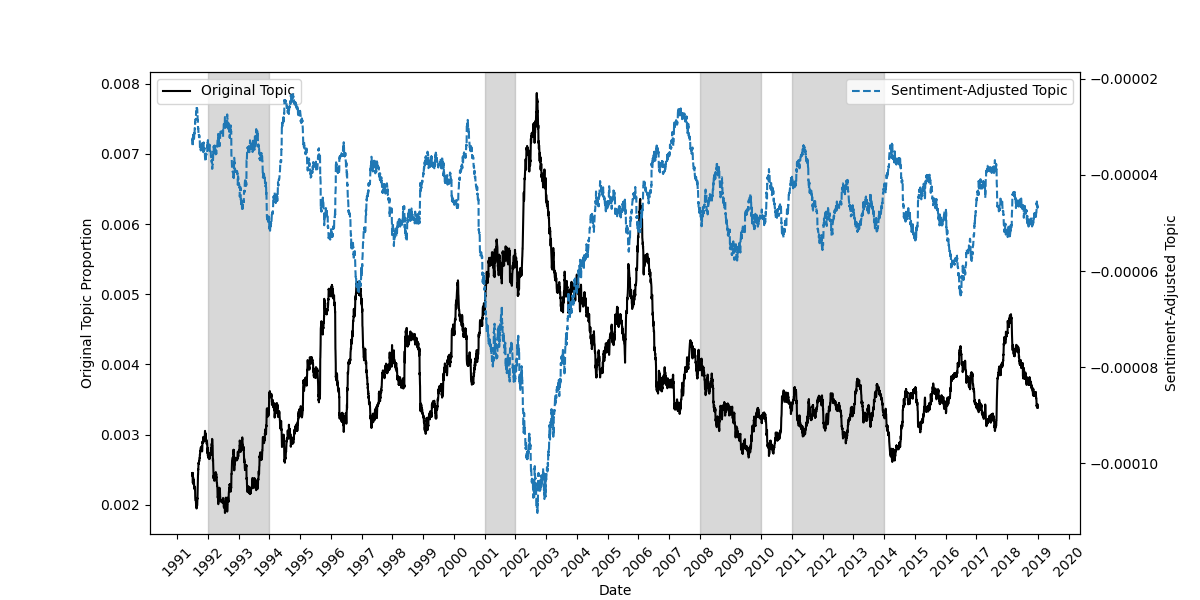 Original Topic
Sentiment-Adjusted Topic
0.008
0.007
0.006
0.005
0.004
0.003
0.002
Original Topic Proportion
−0.00002
−0.00004
−0.00006
−0.00008
−0.00010
Sentiment-Adjusted Topic
1991 1992 1993 1994 1995 1996 1997 1998 1999 2000 2001 2002 2003 2004 2005 2006 2007 2008 2009 2010 2011 2012 2013 2014 2015 2016 2017 2018 2019 2020
Date